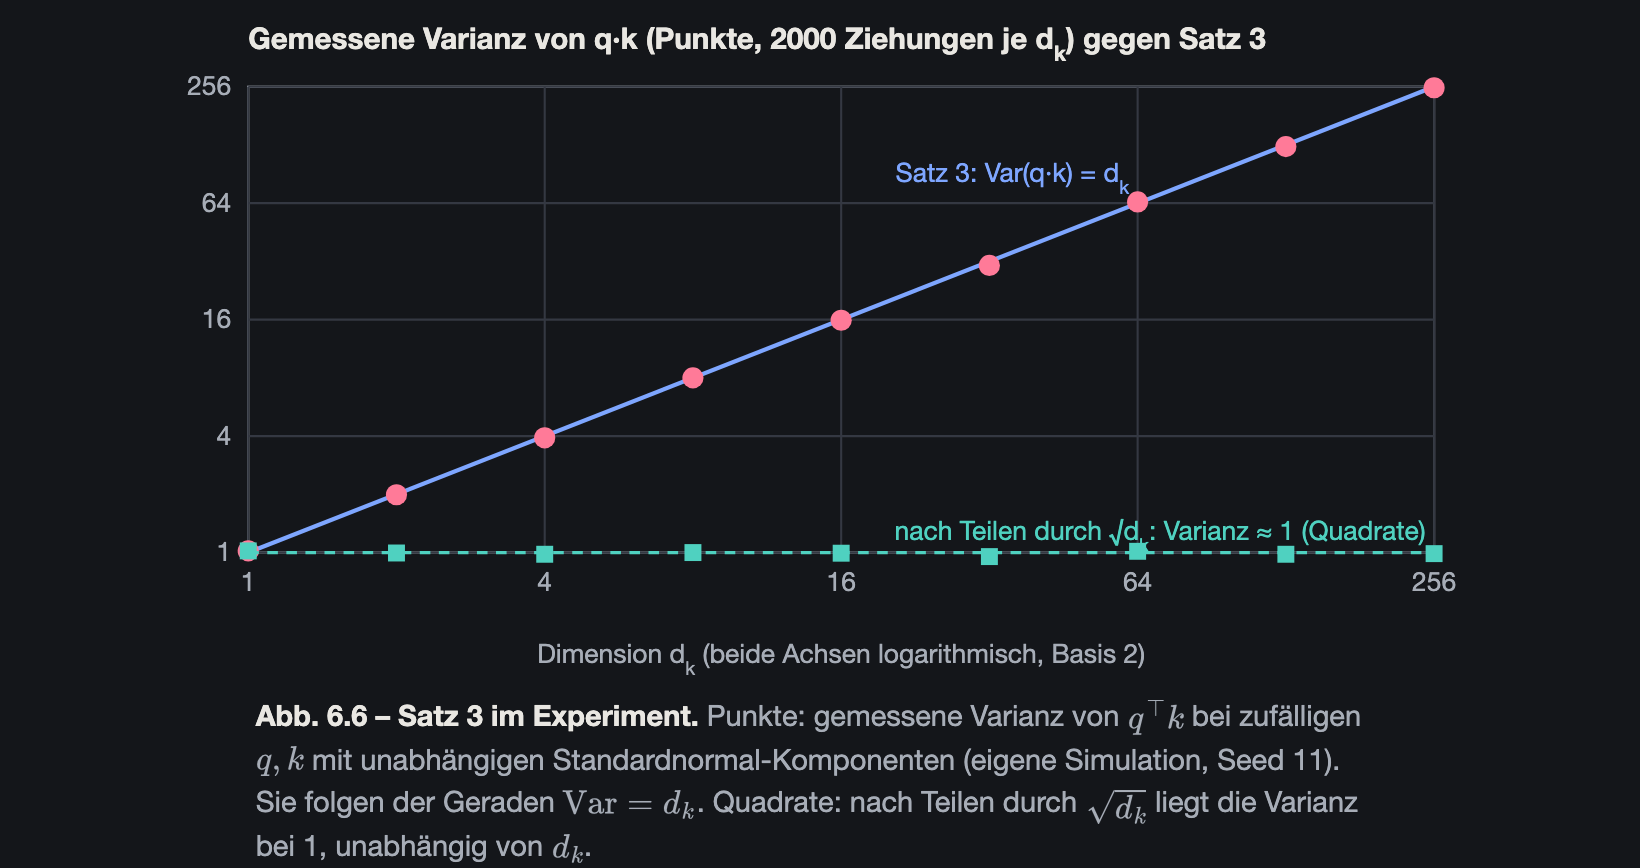 Gemessene Varianz von q·k (Punkte, 2000 Ziehungen je dₖ) gegen Satz 3
256
64
16
4
1
Satz 3: Var(q·k) = dₖ
nach Teilen durch √dₖ: Varianz ≈ 1 (Quadrate)
1 4 16 64 256
Dimension dₖ (beide Achsen logarithmisch, Basis 2)
Abb. 6.6 – Satz 3 im Experiment. Punkte: gemessene Varianz von q⊤k bei zufälligen
q, k mit unabhängigen Standardnormal-Komponenten (eigene Simulation, Seed 11).
Sie folgen der Geraden Var = dₖ. Quadrate: nach Teilen durch √dₖ liegt die Varianz
bei 1, unabhängig von dₖ.